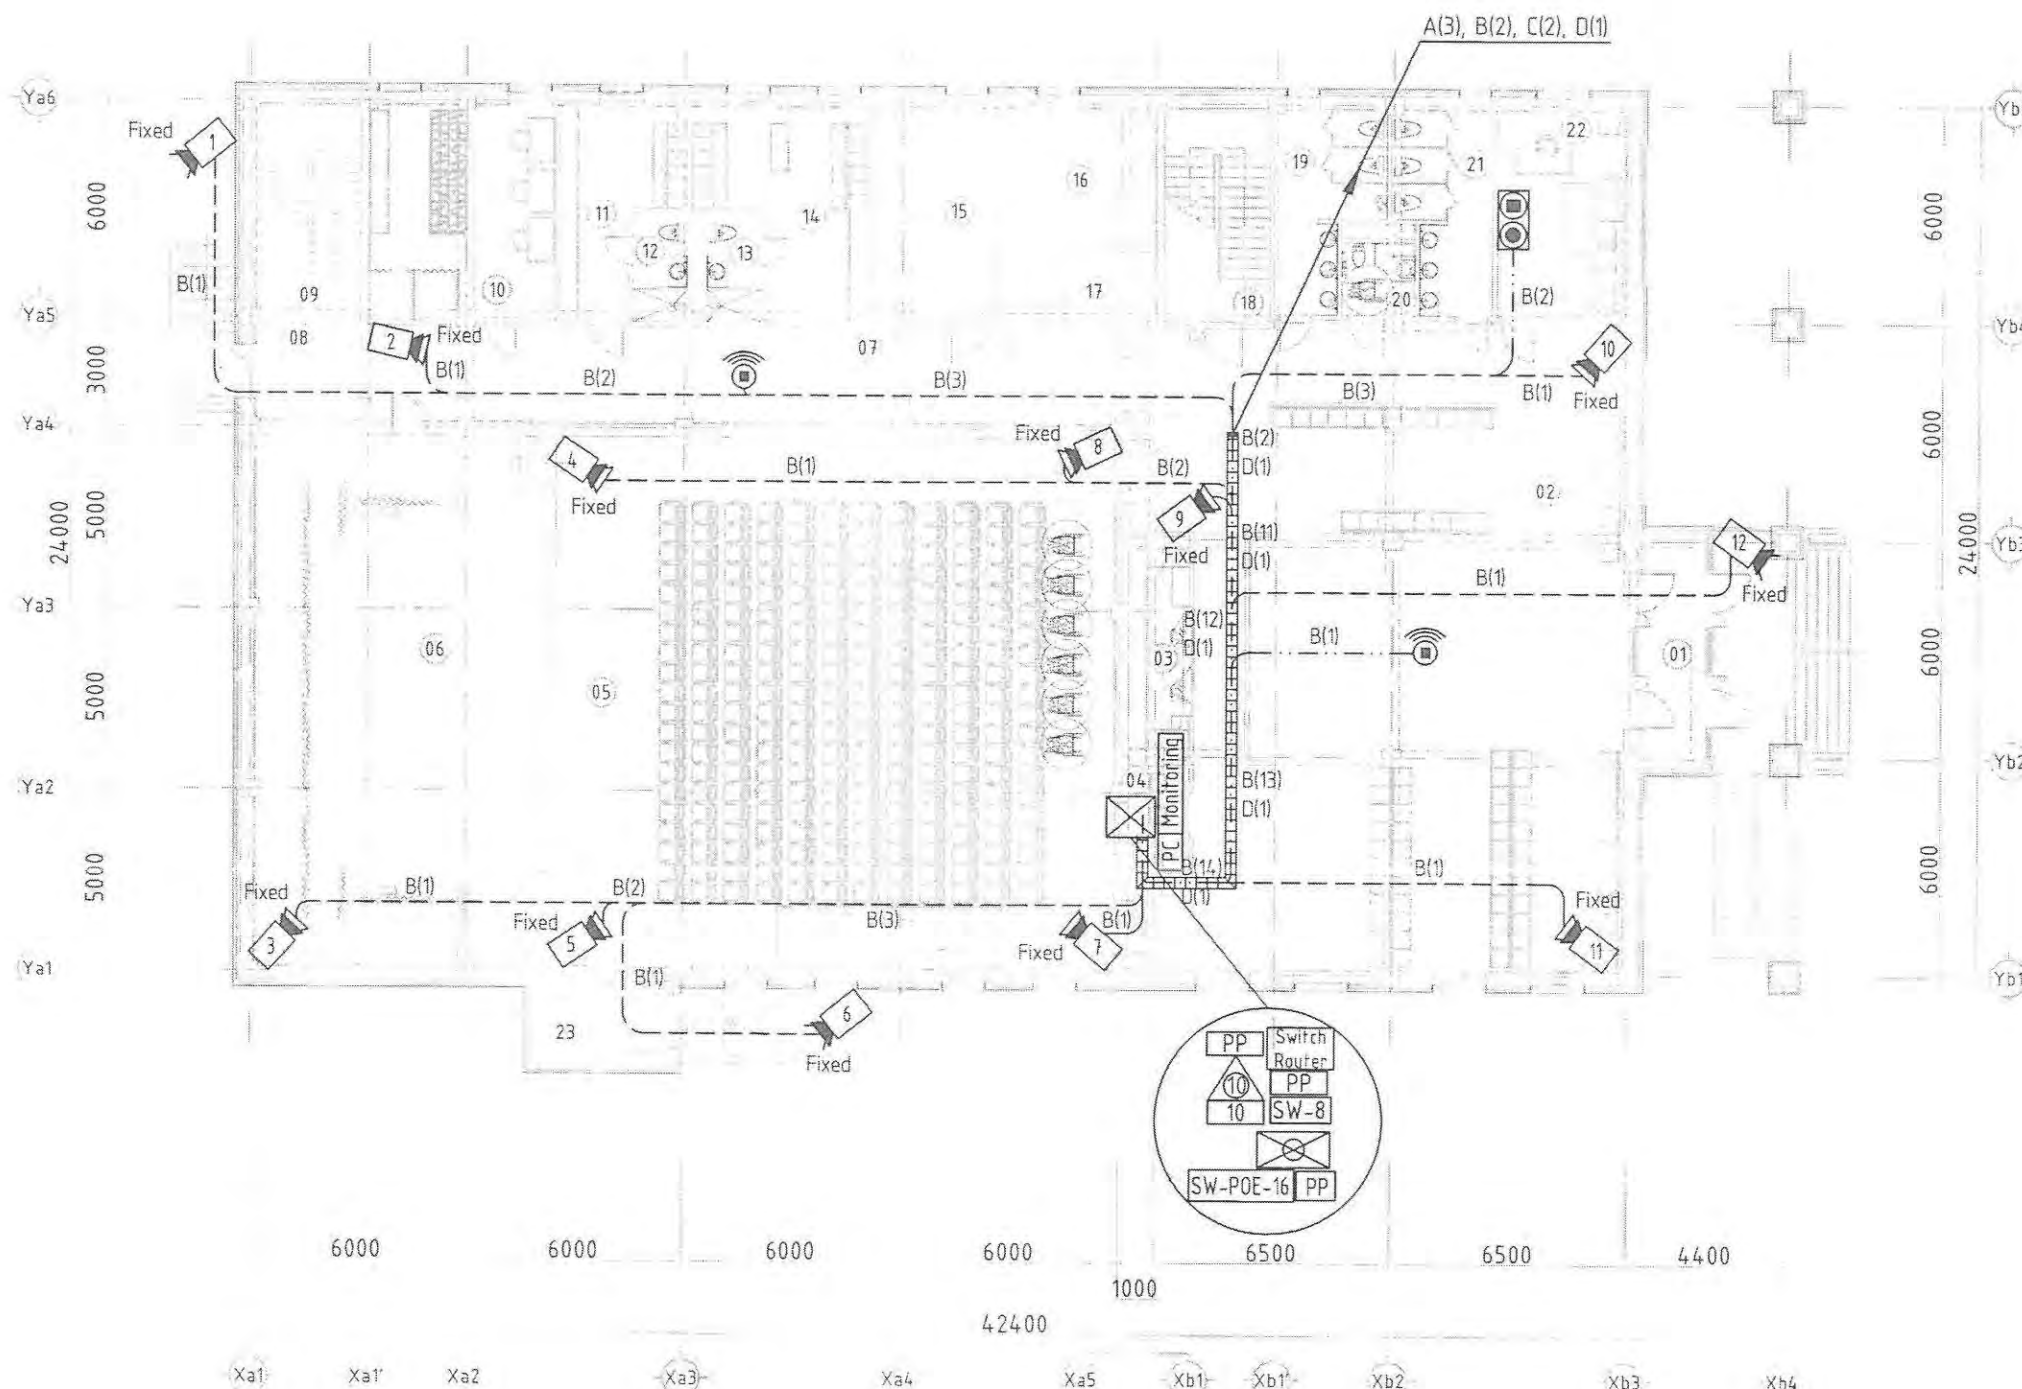 A(3), B(2), C(2), D(1)
Ya6
Yb
Fixed
1
22
19
21
16
6000
6000
11
14
15
12
13
B(1)
09
10
17
18
20
B(2)
Ya5
08
2
Fixed
07
10
Yb4
3000
B(1)
B(2)
B(3)
B(3)
B(1)
Fixed
Ya4
Fixed
8
B(2)
6000
4
B(1)
B(2)
D(1)
Fixed
9
02
5000
24000
Fixed
B(11)
D(1)
12
Yb3
24000
B(1)
Fixed
Ya3
B(12)
D(1)
B(1)
06
03
01
6000
05
5000
04
Monitoring
PC
B(13)
D(1)
Yb2
Ya2
5000
B(14)
D(1)
B(1)
6000
Fixed
B(1)
B(2)
Fixed
3
Fixed
5
B(3)
B(1)
Fixed
7
11
Ya1
B(1)
Yb1
6
23
Fixed
PP
Switch
Router
10
PP
10
SW-8
SW-POE-16
PP
6000
6000
6000
6000
6500
6500
4400
1000
42400
Xa1
Xa1'
Xa2
Xa3
Xa4
Xa5
Xb1
Xb1'
Xb2
Xb3
Xb4